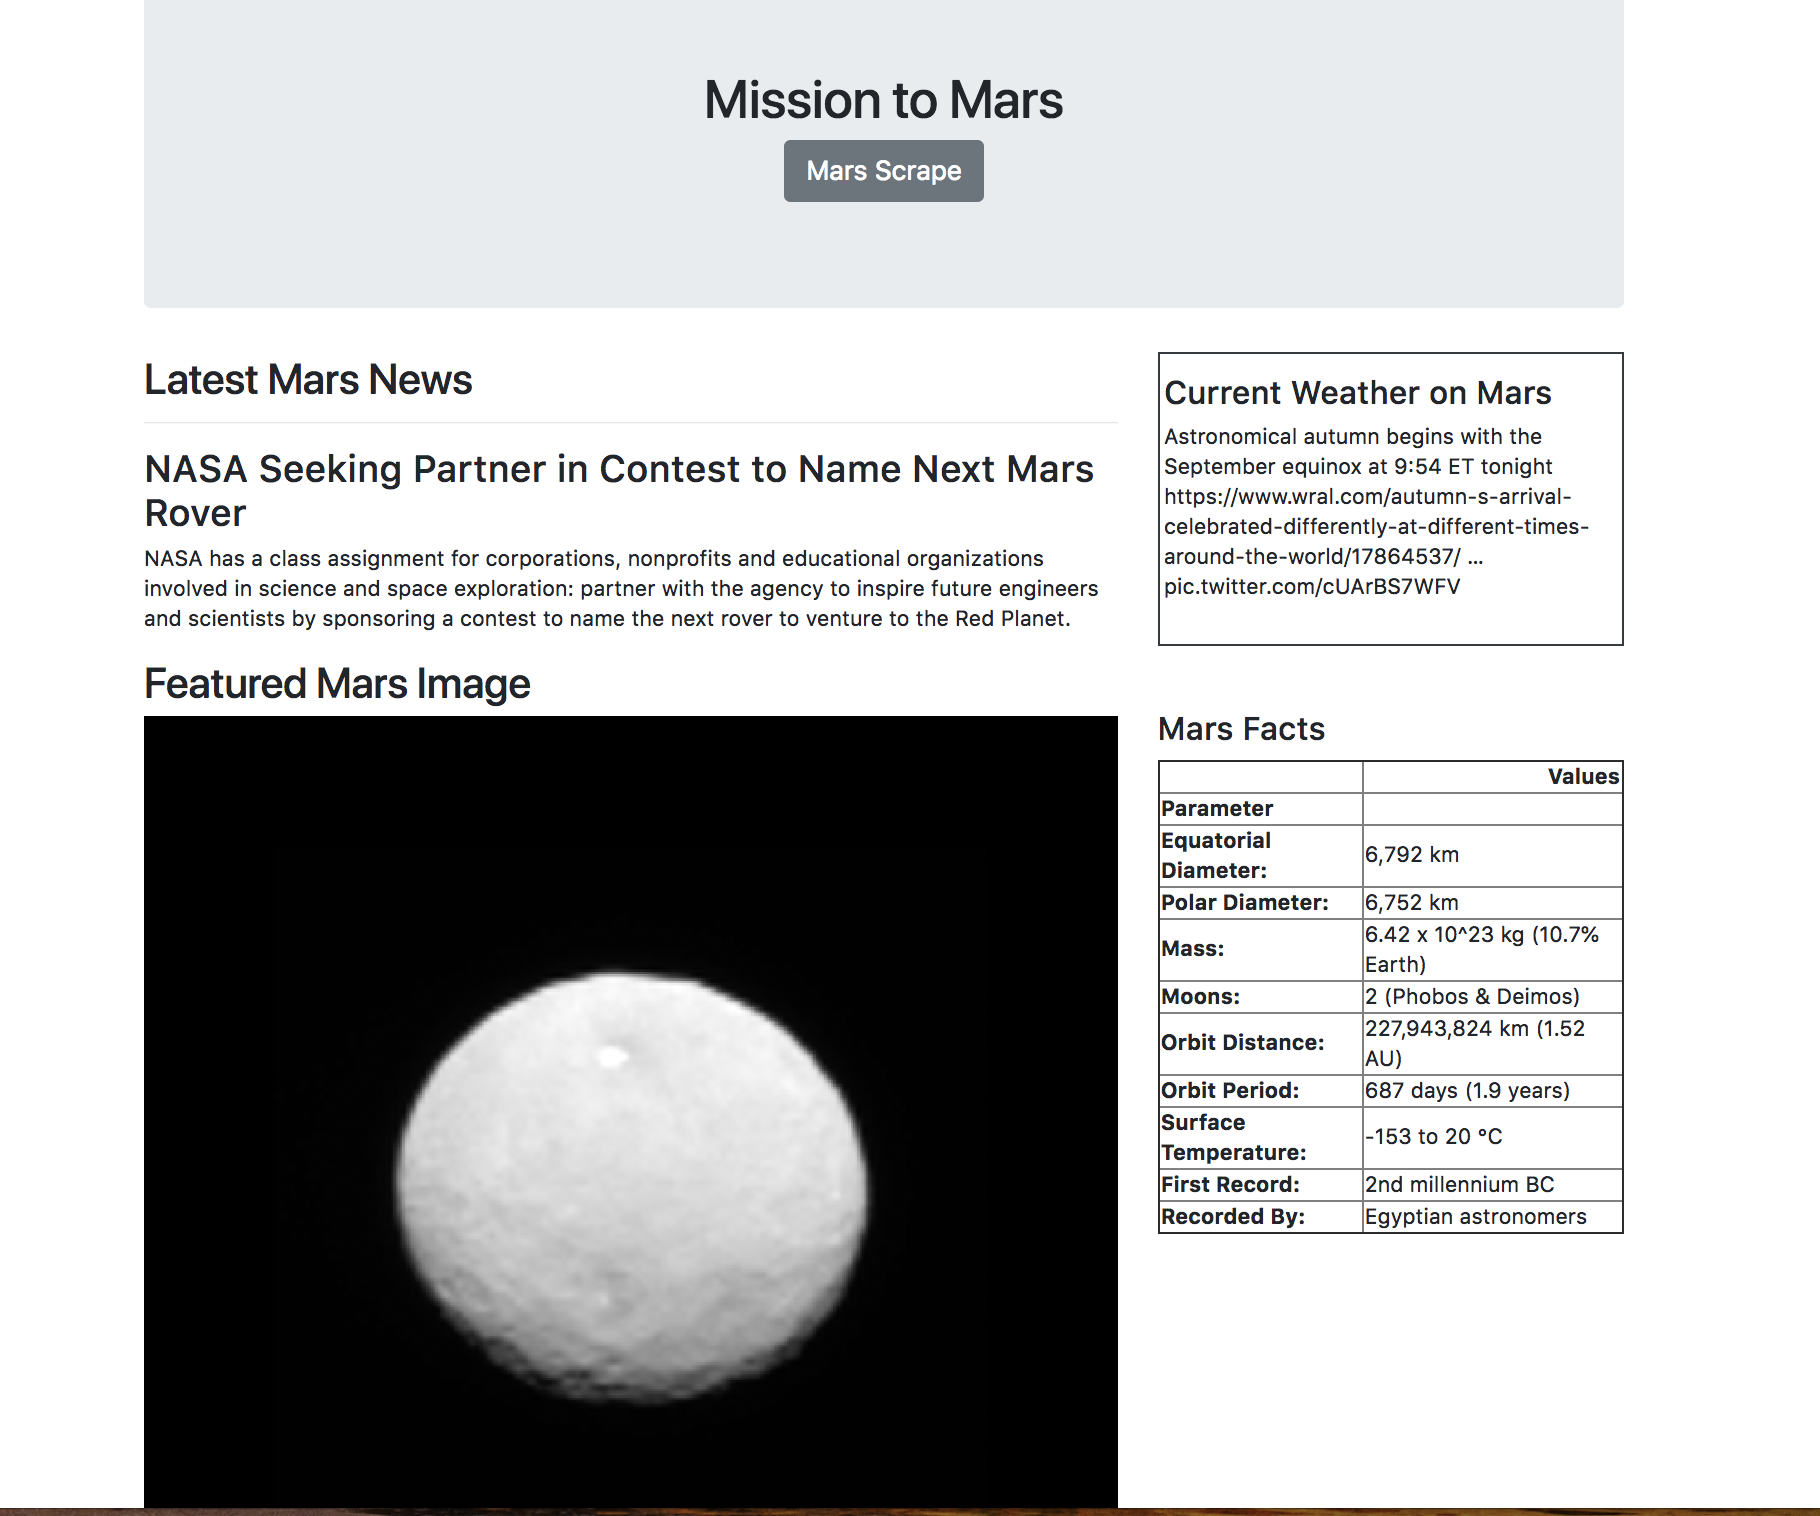 Mission to Mars
Mars Scrape
Latest Mars News
NASA Seeking Partner in Contest to Name Next Mars
Rover
NASA has a class assignment for corporations, nonprofits and educational organizations
involved in science and space exploration: partner with the agency to inspire future engineers
and scientists by sponsoring a contest to name the next rover to venture to the Red Planet.
Featured Mars Image
Current Weather on Mars
Astronomical autumn begins with the
September equinox at 9:54 ET tonight
https://www.wral.com/autumn-s-arrival-
celebrated-differently-at-different-times-
around-the-world/17864537/ …
pic.twitter.com/cUArBS7WFV
Mars Facts
Values
Parameter
Equatorial
Diameter:
6,792 km
Polar Diameter: 6,752 km
Mass:
6.42 x 10^23 kg (10.7%
Earth)
Moons: 2 (Phobos & Deimos)
Orbit Distance:
227,943,824 km (1.52
AU)
Orbit Period: 687 days (1.9 years)
Surface
Temperature:
-153 to 20 °C
First Record: 2nd millennium BC
Recorded By: Egyptian astronomers